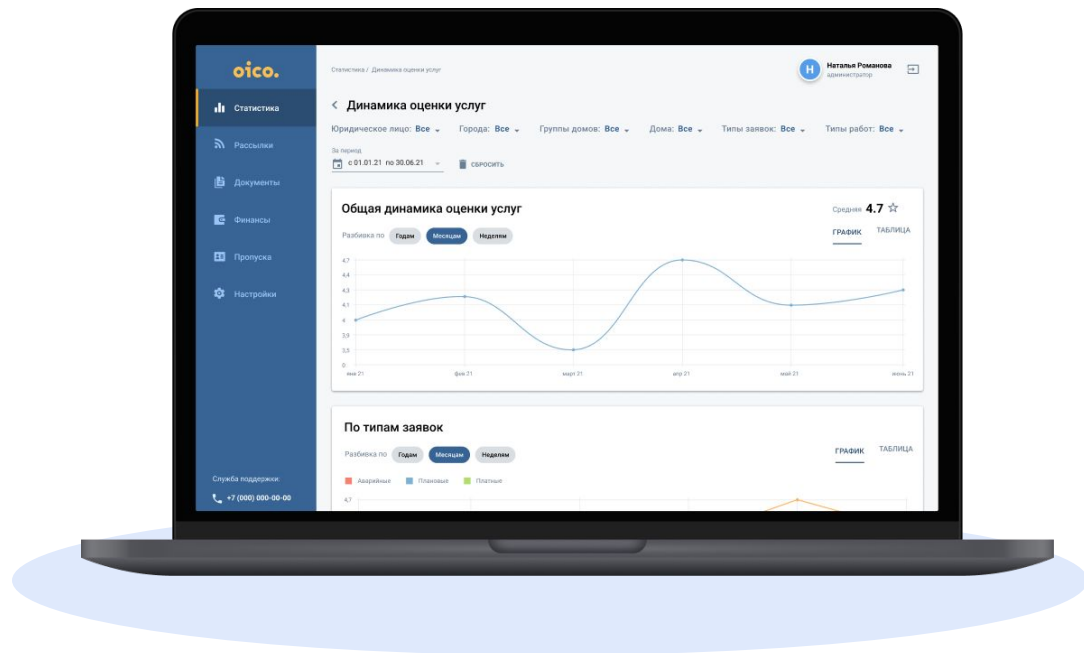 oico.
Статистика
Рассылки
Документы
Финансы
Пропуска
Настройки
Служба поддержки:
+7 (000) 000-00-00
Статистика / Динамика оценки услуг
Н
Наталья Романова
администратор
Динамика оценки услуг
Юридическое лицо: Все Города: Все Группы домов: Все Дома: Все Типы заявок: Все Типы работ: Все
За период
с 01.01.21 по 30.06.21 СБРОСИТЬ
Общая динамика оценки услуг
Средняя 4.7
Разбивка по Годам Месяцам Неделям
ГРАФИК ТАБЛИЦА
4,7
4,4
4,3
4,1
4
3,9
3,5
0
янв 21 фев 21 март 21 апр 21 май 21 июнь 21
По типам заявок
Разбивка по Годам Месяцам Неделям
ГРАФИК ТАБЛИЦА
Аварийные Плановые Платные
4,7